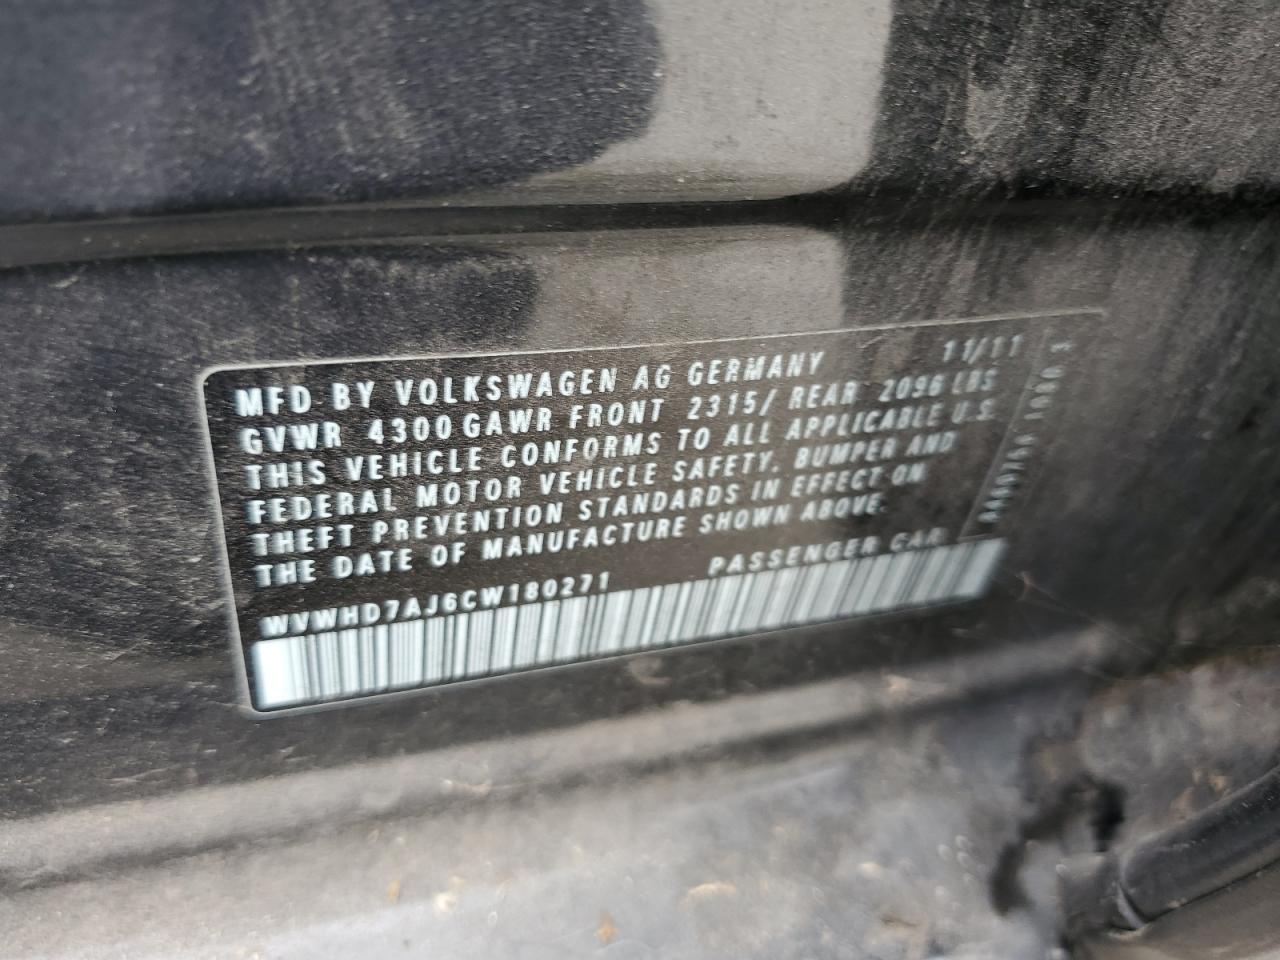 MFD BY VOLKSWAGEN AG GERMANY 11/11
GVWR 4300 GAWR FRONT 2315/ REAR 2096 LBS
THIS VEHICLE CONFORMS TO ALL APPLICABLE U.S.
FEDERAL MOTOR VEHICLE SAFETY, BUMPER AND
THEFT PREVENTION STANDARDS IN EFFECT ON
THE DATE OF MANUFACTURE SHOWN ABOVE.
WVWHD7AJ6CW180271 PASSENGER CAR